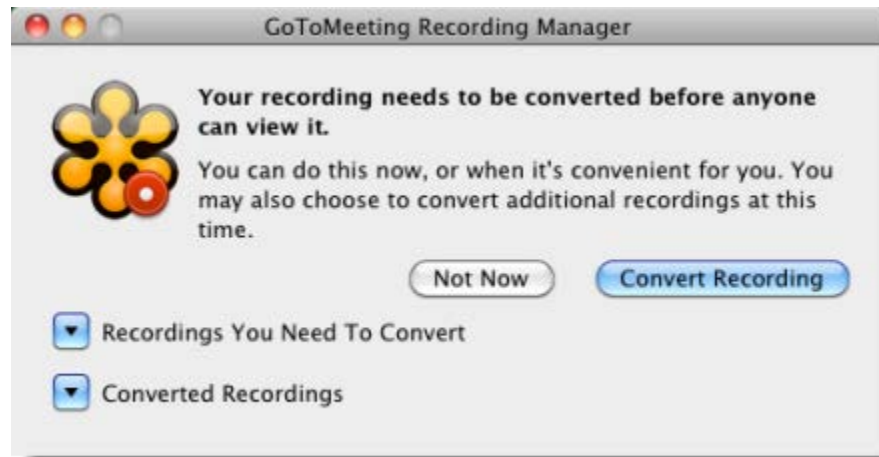 GoToMeeting Recording Manager
Your recording needs to be converted before anyone
can view it.
You can do this now, or when it's convenient for you. You
may also choose to convert additional recordings at this
time.
Not Now
Convert Recording
Recordings You Need To Convert
Converted Recordings